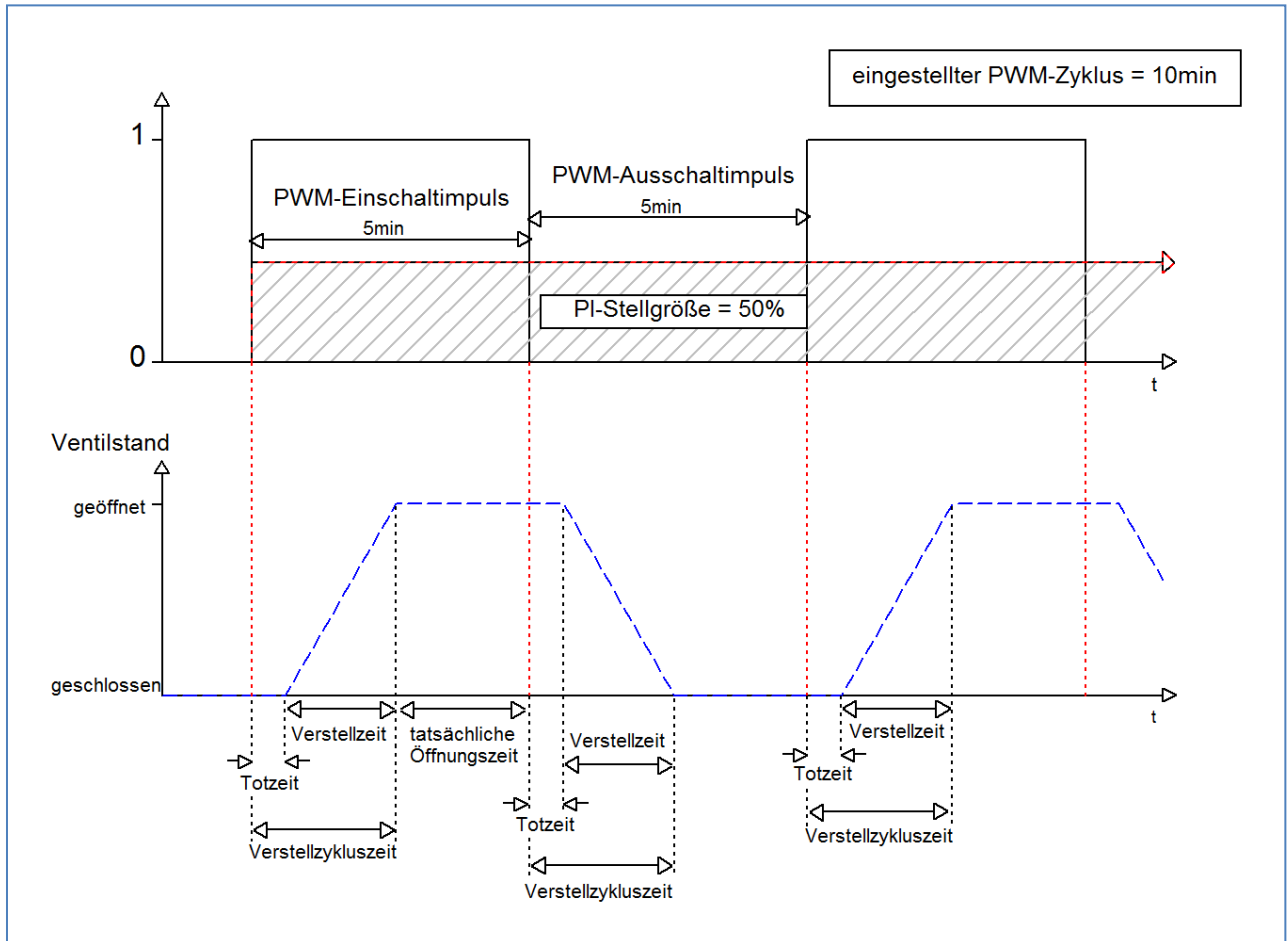 eingestellter PWM-Zyklus = 10min
1
PWM-Einschaltimpuls
5min
PWM-Ausschaltimpuls
5min
PI-Stellgröße = 50%
0
t
Ventilstand
geöffnet
geschlossen
t
Verstellzeit
tatsächliche
Öffnungszeit
Verstellzeit
Verstellzeit
Totzeit
Totzeit
Totzeit
Verstellzykluszeit
Verstellzykluszeit
Verstellzykluszeit